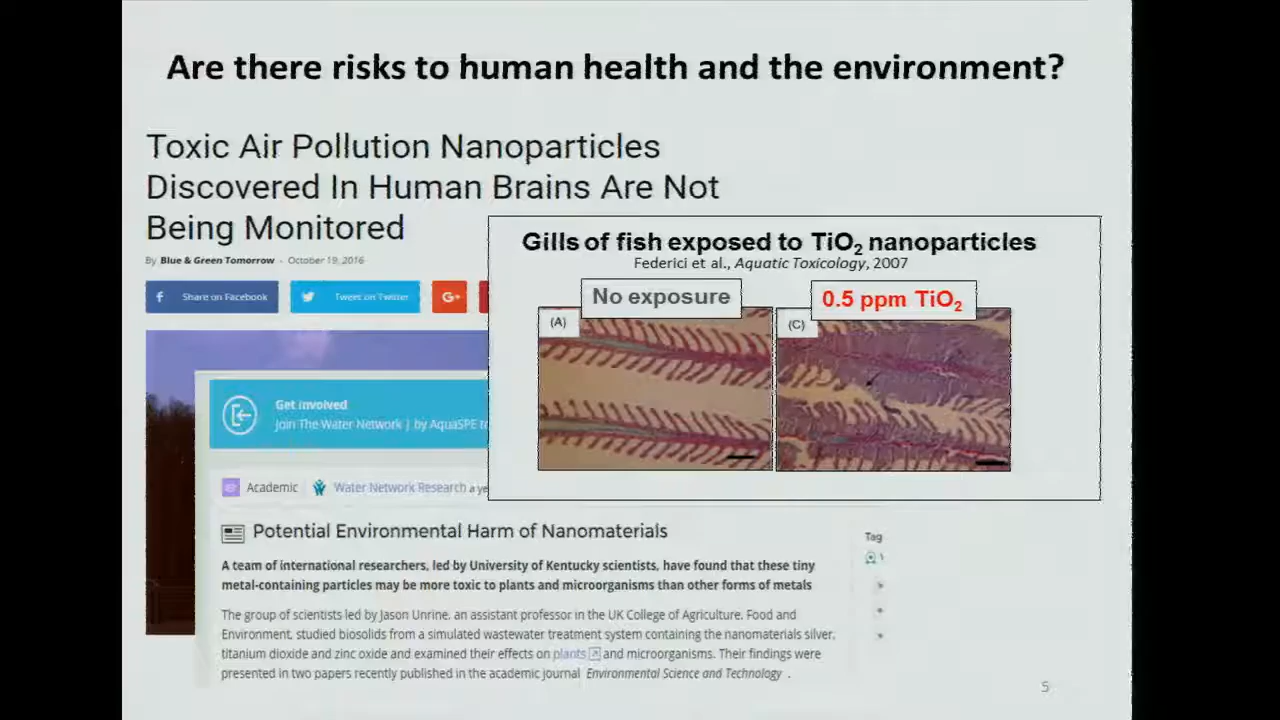 Are there risks to human health and the environment?
Toxic Air Pollution Nanoparticles
Discovered In Human Brains Are Not
Being Monitored
By Blue & Green Tomorrow - October 19, 2016
Share on Facebook
Tweet on Twitter
G+
Gills of fish exposed to TiO2 nanoparticles
Federici et al., Aquatic Toxicology, 2007
No exposure
0.5 ppm TiO2
(A)
(C)
Get involved
Join The Water Network | by AquaSPE to
Academic
Water Network Research a ye
Potential Environmental Harm of Nanomaterials
Tag
A team of international researchers, led by University of Kentucky scientists, have found that these tiny
metal-containing particles may be more toxic to plants and microorganisms than other forms of metals
The group of scientists led by Jason Unrine, an assistant professor in the UK College of Agriculture, Food and
Environment, studied biosolids from a simulated wastewater treatment system containing the nanomaterials silver,
titanium dioxide and zinc oxide and examined their effects on plants and microorganisms. Their findings were
presented in two papers recently published in the academic journal Environmental Science and Technology .
5